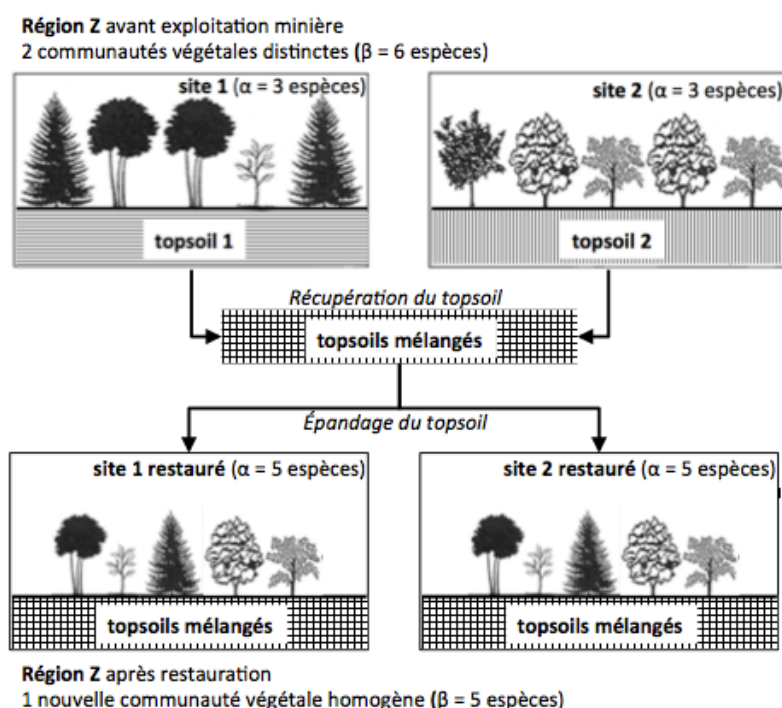 Région Z avant exploitation minière
2 communautés végétales distinctes (β = 6 espèces)
site 1 (α = 3 espèces)
site 2 (α = 3 espèces)
topsoil 1
topsoil 2
Récupération du topsoil
topsoils mélangés
Épandage du topsoil
site 1 restauré (α = 5 espèces)
site 2 restauré (α = 5 espèces)
topsoils mélangés
topsoils mélangés
Région Z après restauration
1 nouvelle communauté végétale homogène (β = 5 espèces)